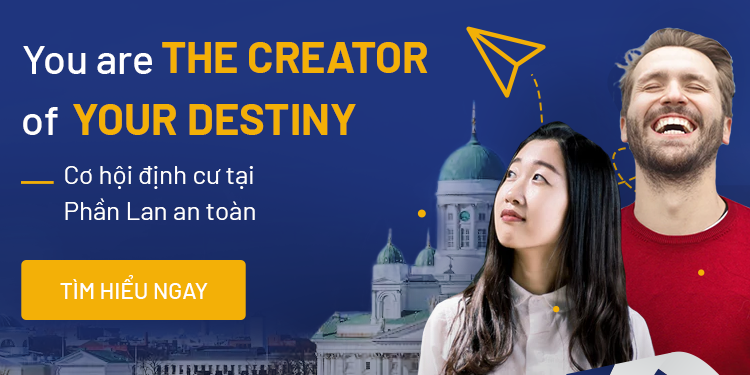 You are THE CREATOR
of YOUR DESTINY
Cơ hội định cư tại
Phần Lan an toàn
TÌM HIỂU NGAY